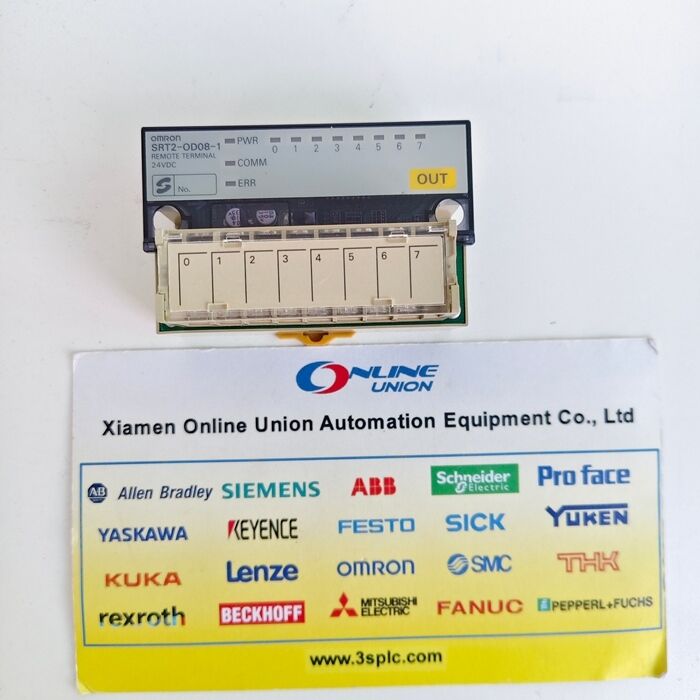 OMRON
SRT2-OD08-1
REMOTE TERMINAL
24VDC
PWR
0 1 2 3 4 5 6 7
COMM
ERR
S No.
OUT
0 1 2 3 4 5 6 7
ONLINE
UNION
Xiamen Online Union Automation Equipment Co., Ltd
AB Allen Bradley SIEMENS ABB Schneider Electric Pro face
YASKAWA KEYENCE FESTO SICK YUKEN
KUKA Lenze OMRON SMC THK
rexroth BECKHOFF MITSUBISHI ELECTRIC FANUC PEPPERL+FUCHS
www.3splc.com